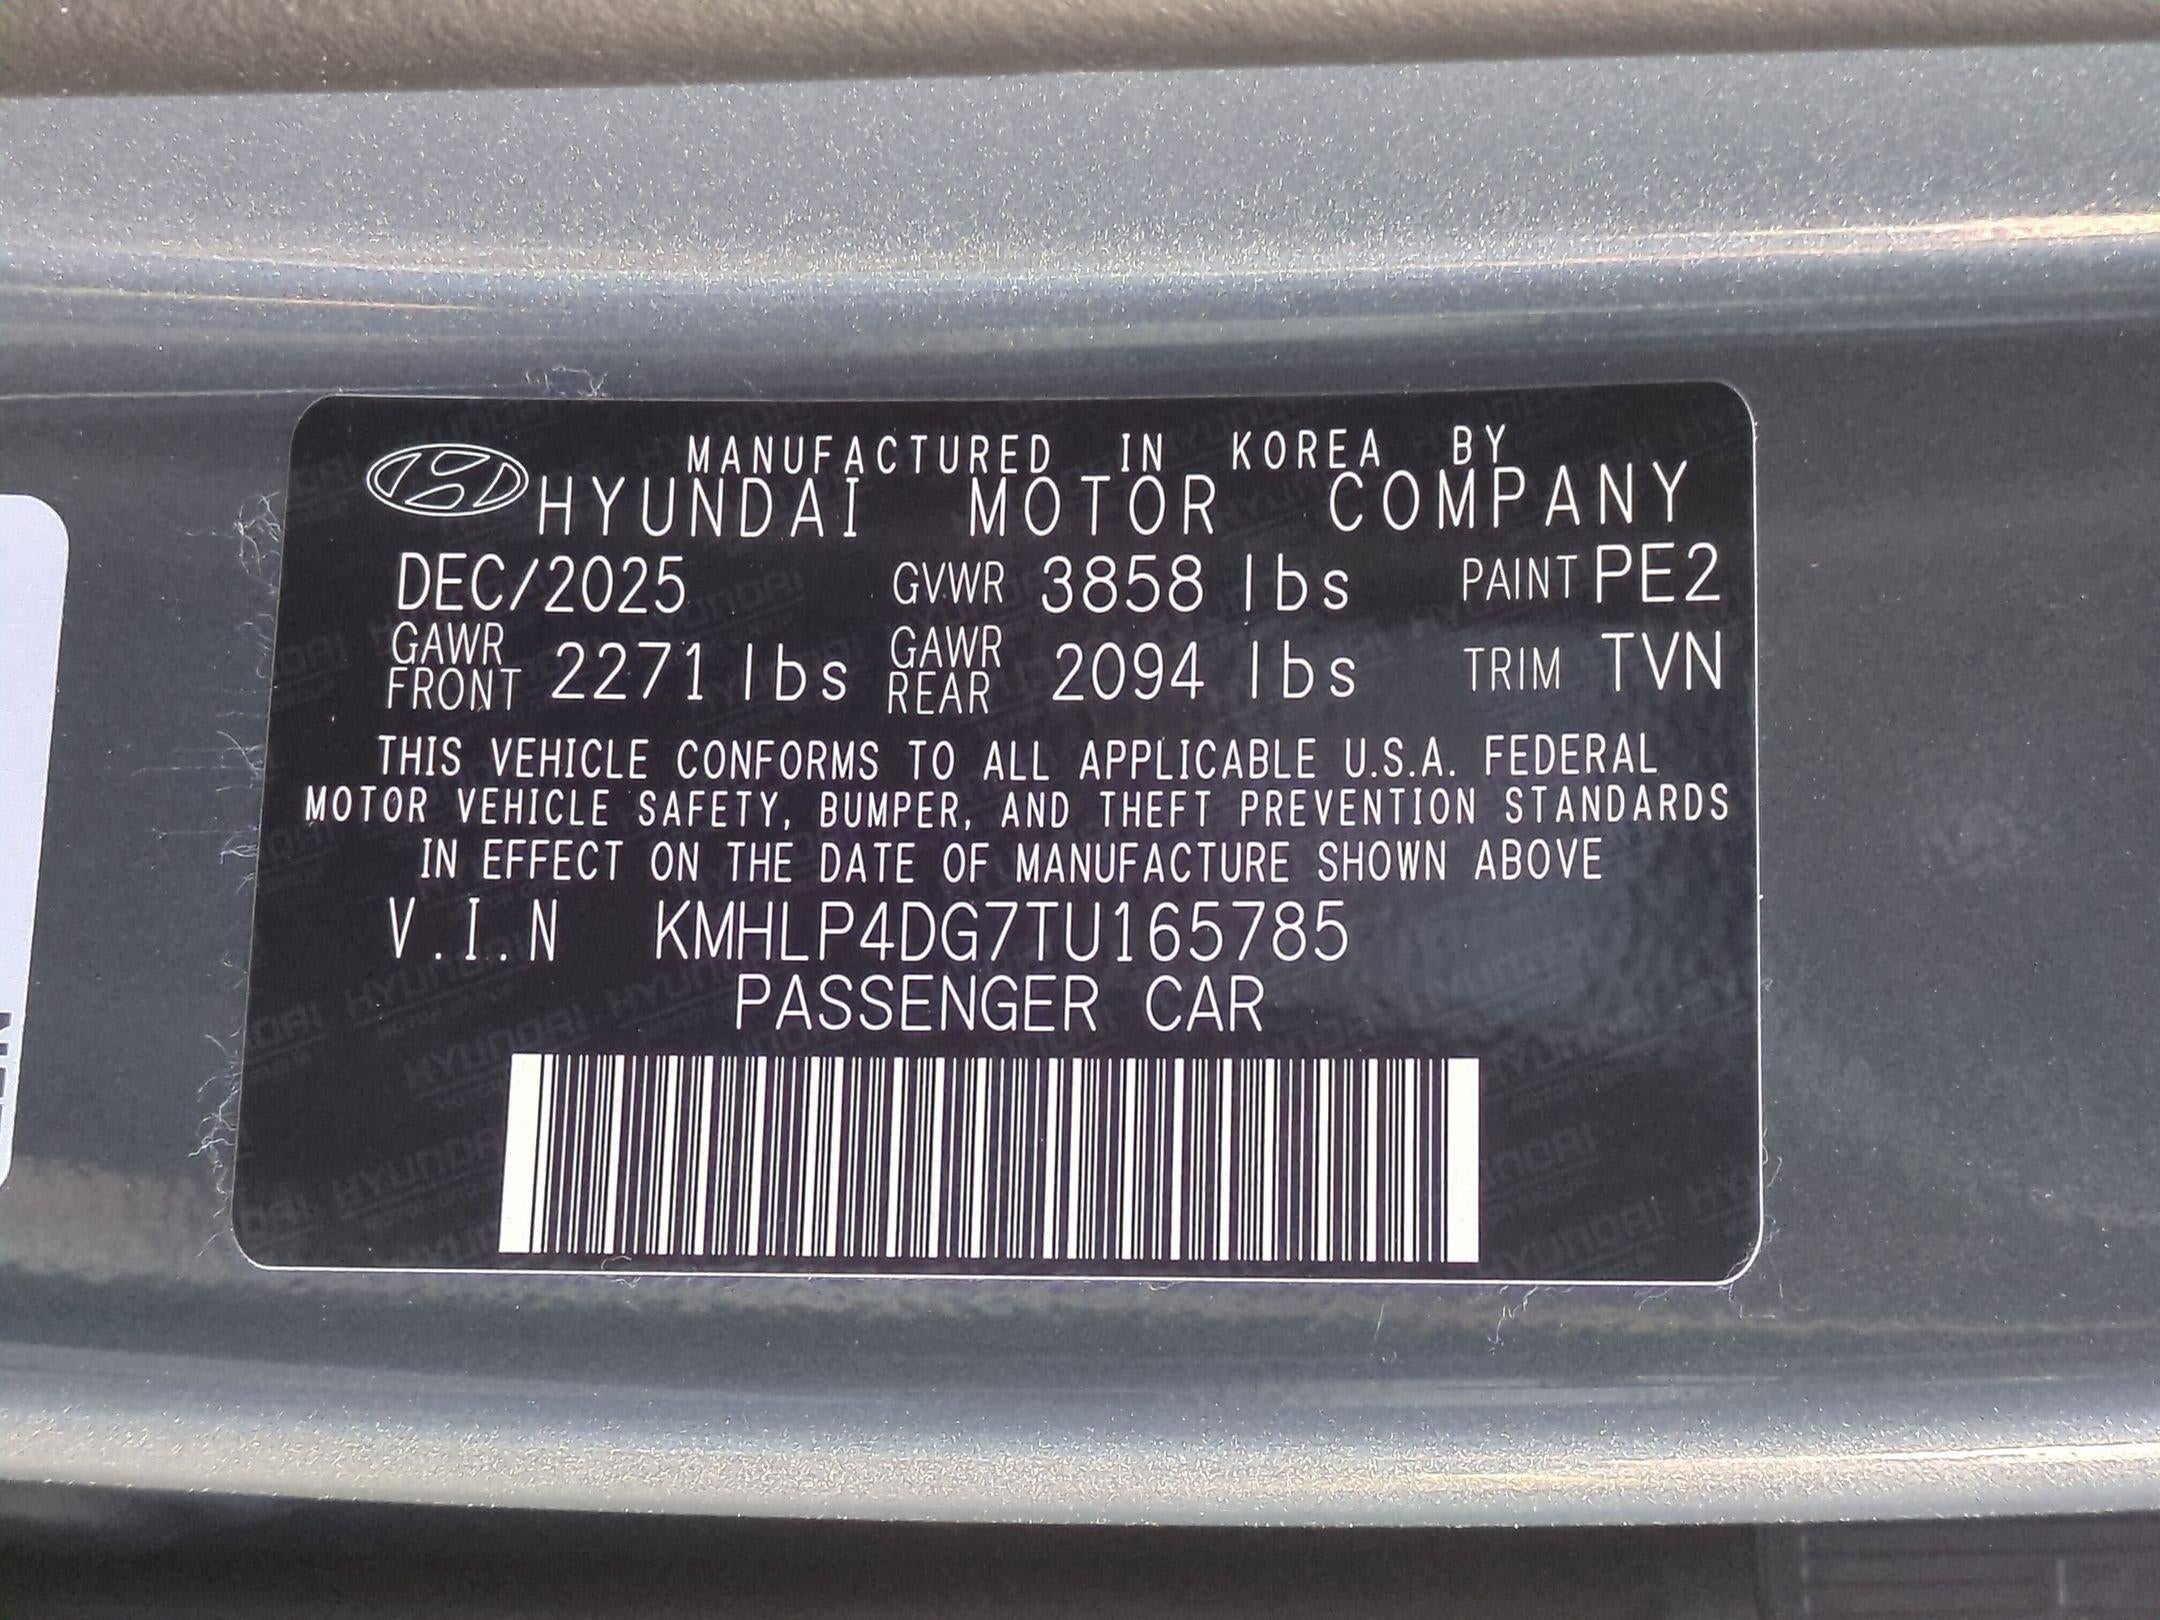 MANUFACTURED IN KOREA BY
HYUNDAI MOTOR COMPANY
DEC/2025 GVWR 3858 lbs PAINT PE2
GAWR FRONT 2271 lbs GAWR REAR 2094 lbs TRIM TVN
THIS VEHICLE CONFORMS TO ALL APPLICABLE U.S.A. FEDERAL
MOTOR VEHICLE SAFETY, BUMPER, AND THEFT PREVENTION STANDARDS
IN EFFECT ON THE DATE OF MANUFACTURE SHOWN ABOVE
V.I.N KMHLP4DG7TU165785
PASSENGER CAR